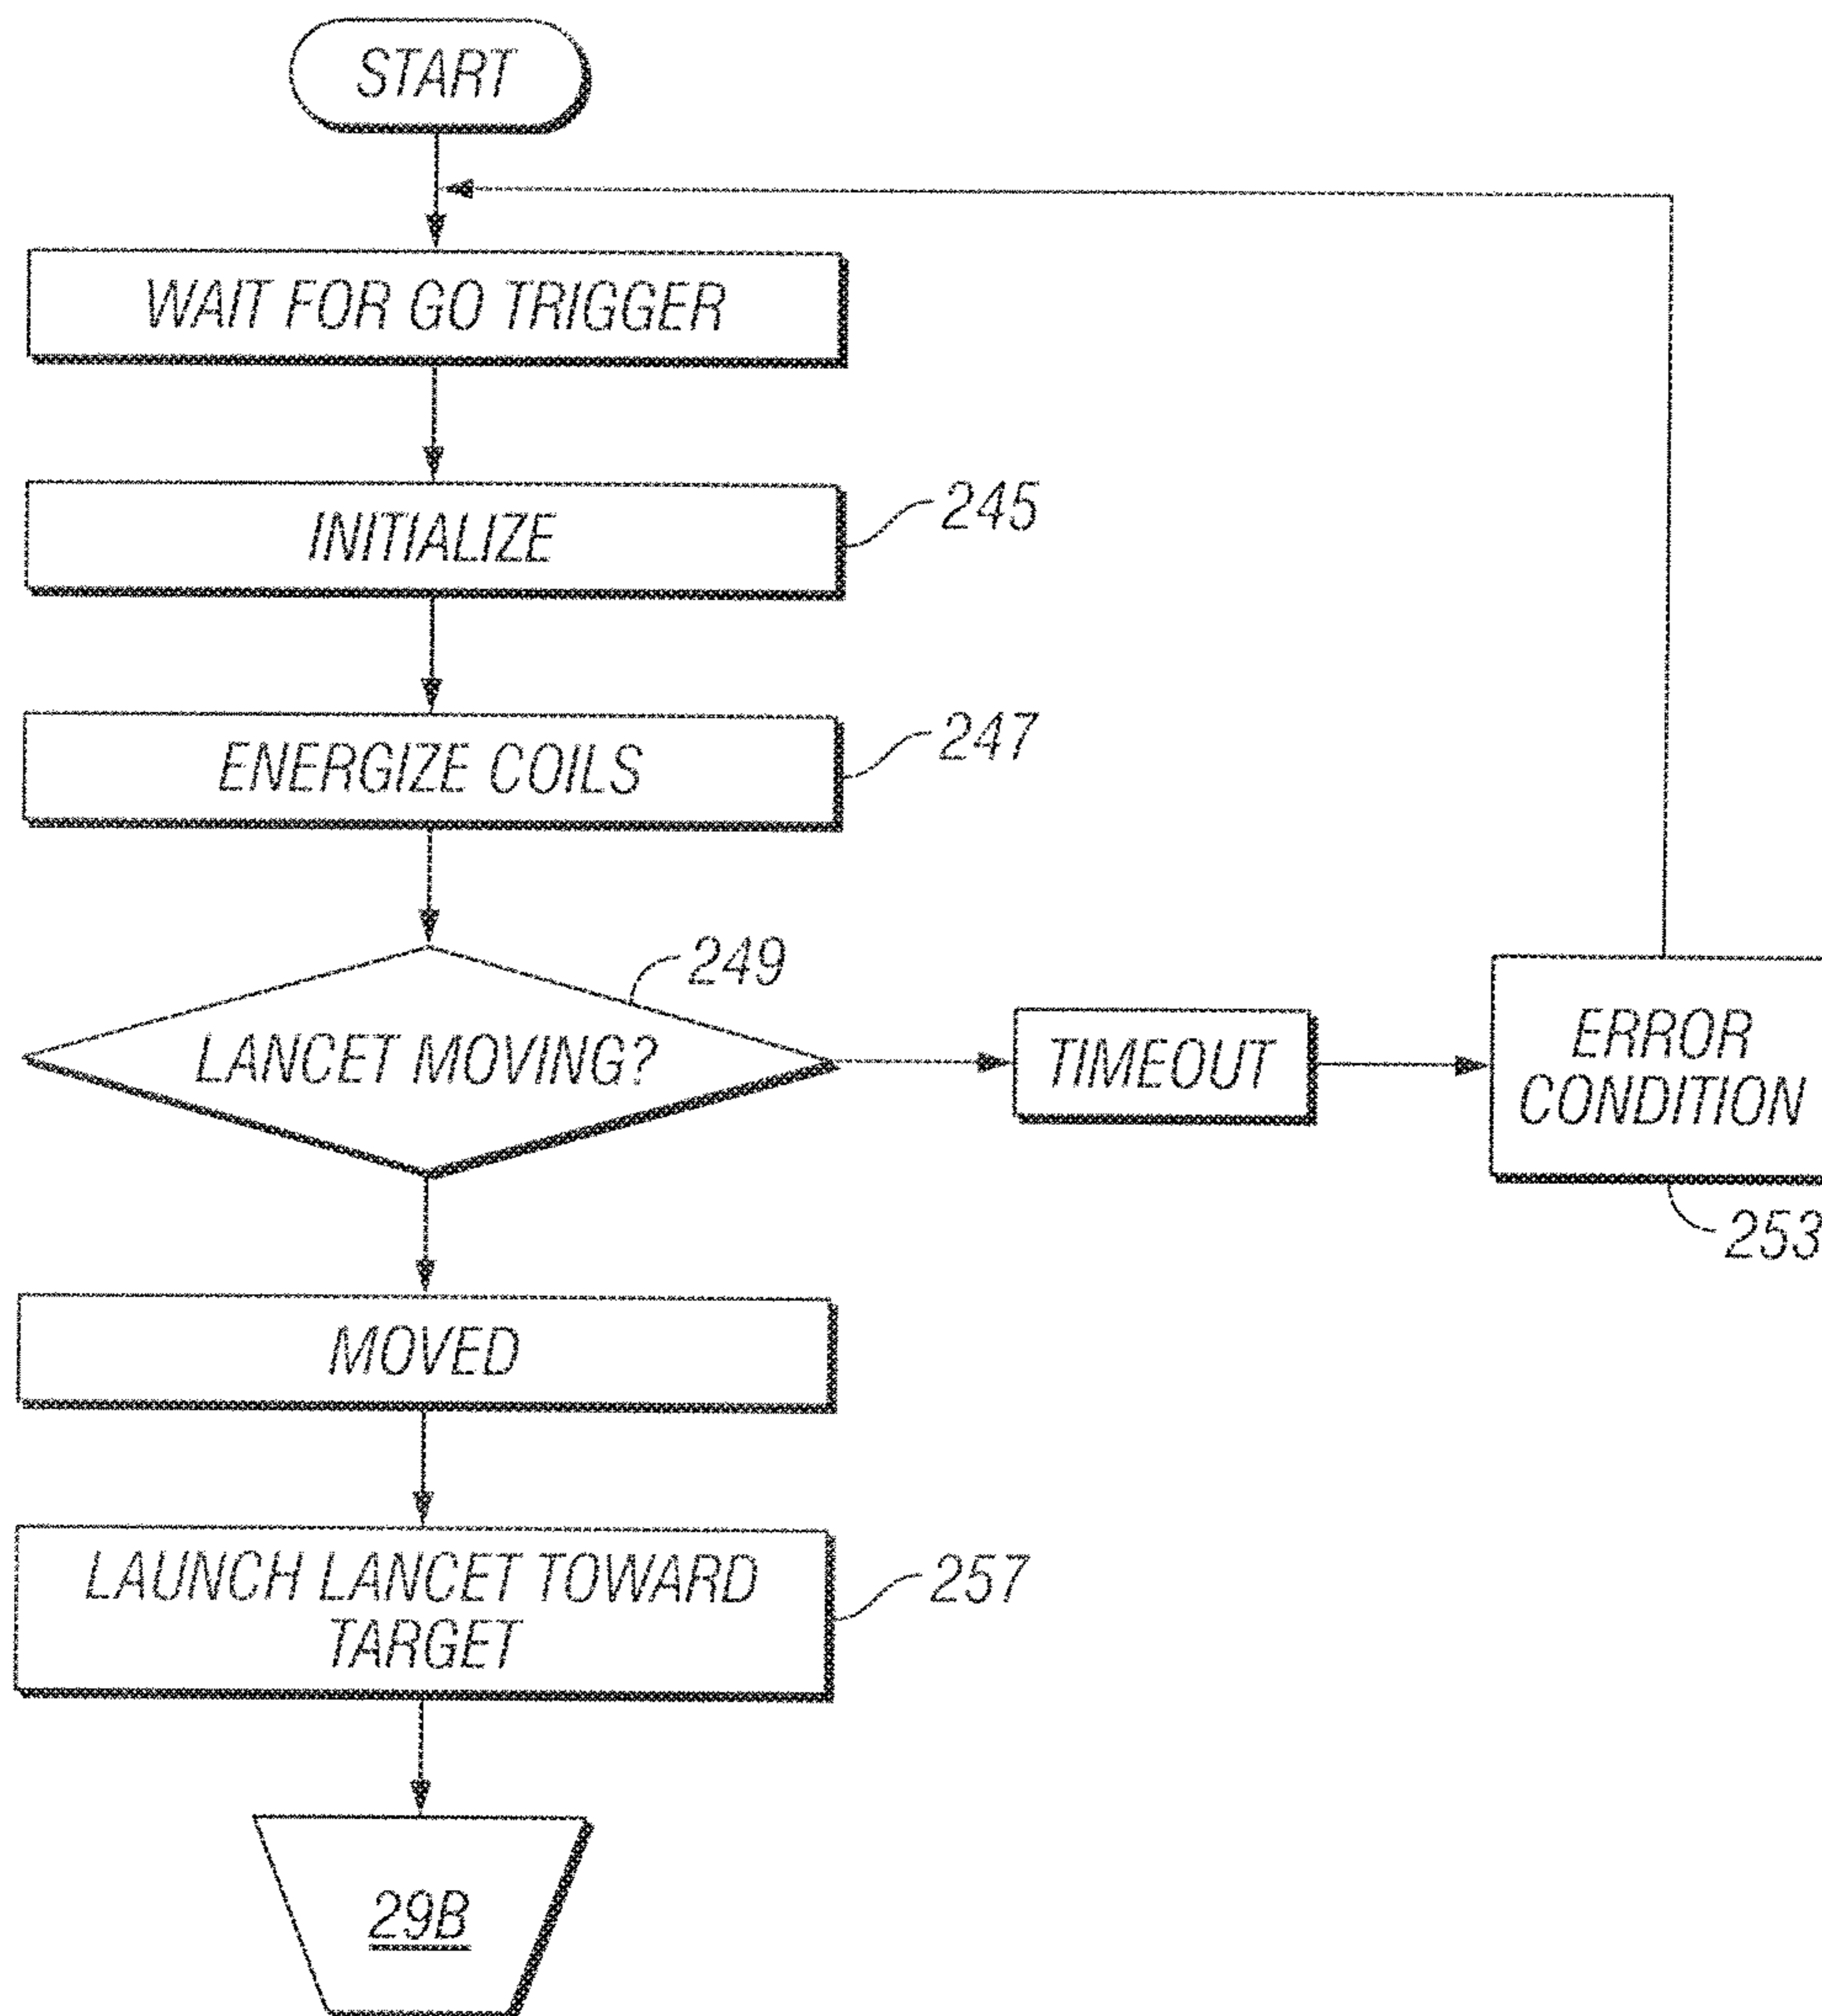 START
WAIT FOR GO TRIGGER
INITIALIZE
245
ENERGIZE COILS
247
249
LANCET MOVING?
TIMEOUT
ERROR
CONDITION
253
MOVED
LAUNCH LANCET TOWARD
TARGET
257
29B